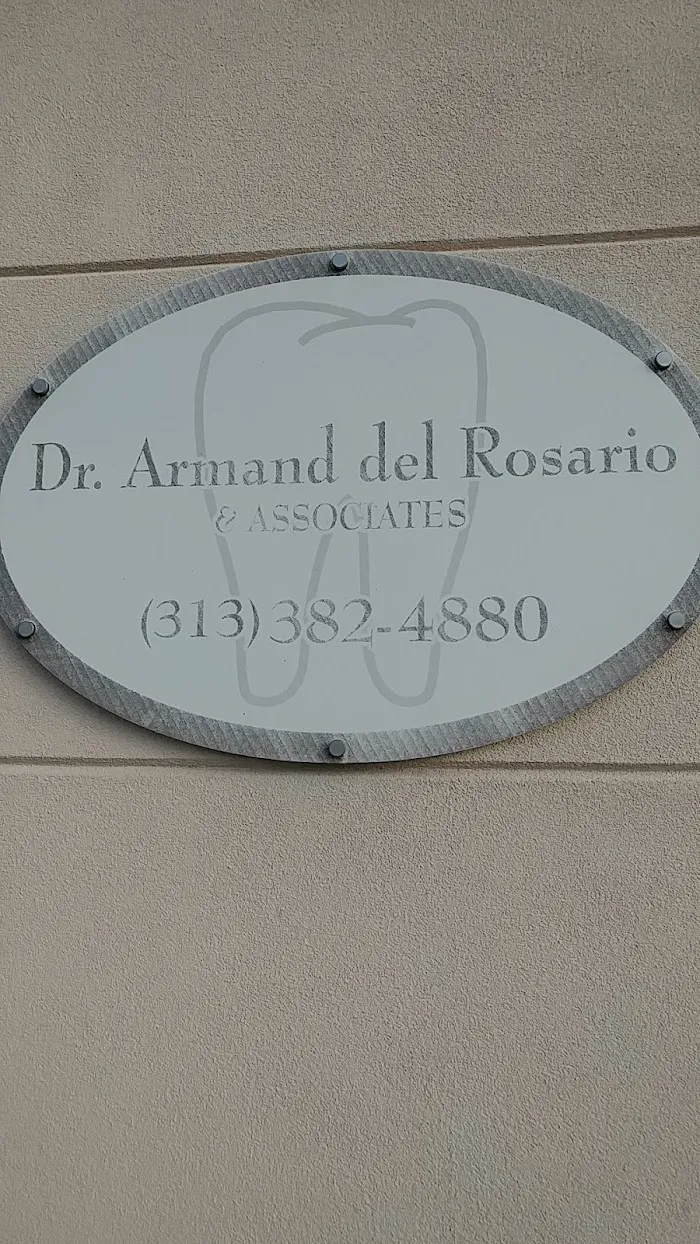 Dr. Armand del Rosario
& ASSOCIATES
(313) 382-4880